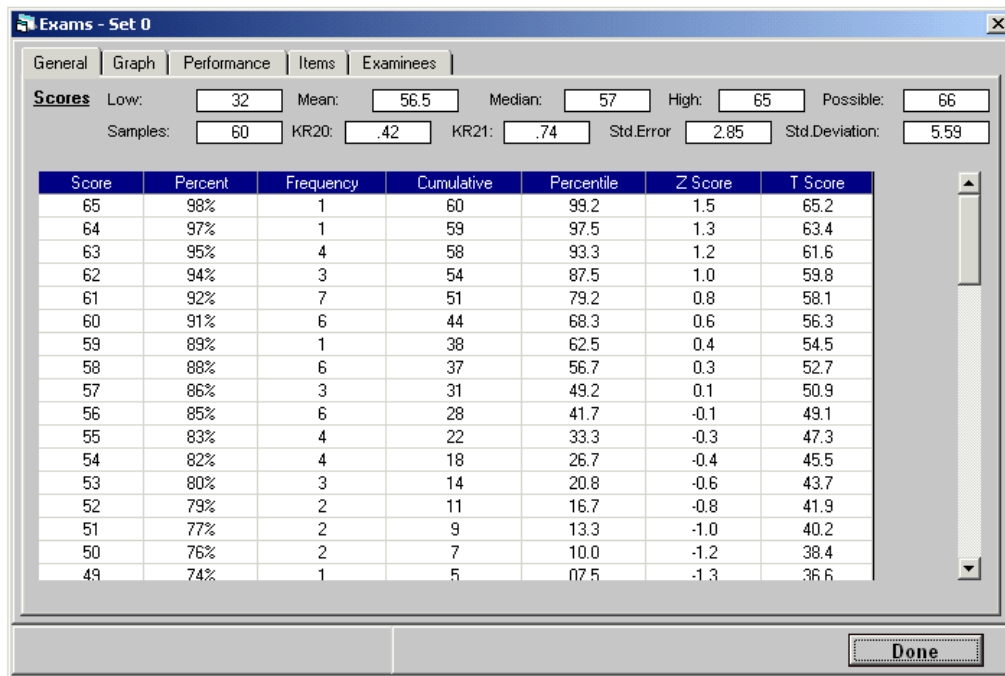 Exams - Set 0
General Graph Performance Items Examinees
Scores Low: 32 Mean: 56.5 Median: 57 High: 65 Possible: 66
Samples: 60 KR20: .42 KR21: .74 Std.Error 2.85 Std.Deviation: 5.59
Score Percent Frequency Cumulative Percentile Z Score T Score
65 98% 1 60 99.2 1.5 65.2
64 97% 1 59 97.5 1.3 63.4
63 95% 4 58 93.3 1.2 61.6
62 94% 3 54 87.5 1.0 59.8
61 92% 7 51 79.2 0.8 58.1
60 91% 6 44 68.3 0.6 56.3
59 89% 1 38 62.5 0.4 54.5
58 88% 6 37 56.7 0.3 52.7
57 86% 3 31 49.2 0.1 50.9
56 85% 6 28 41.7 -0.1 49.1
55 83% 4 22 33.3 -0.3 47.3
54 82% 4 18 26.7 -0.4 45.5
53 80% 3 14 20.8 -0.6 43.7
52 79% 2 11 16.7 -0.8 41.9
51 77% 2 9 13.3 -1.0 40.2
50 76% 2 7 10.0 -1.2 38.4
49 74% 1 5 07.5 -1.3 36.6
Done